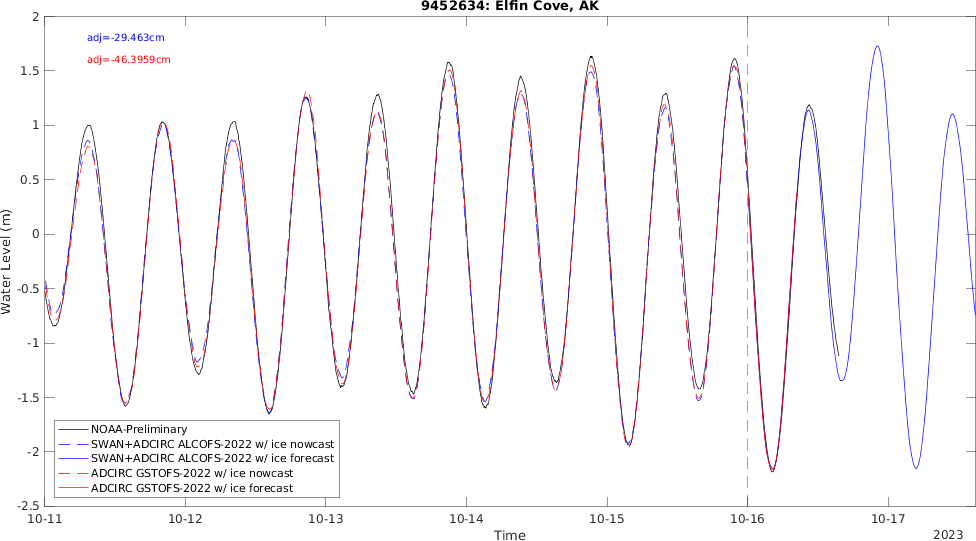 9452634: Elfin Cove, AK
adj=-29.463cm
adj=-46.3959cm
Water Level (m)
2
1.5
1
0.5
0
-0.5
-1
-1.5
-2
-2.5
NOAA-Preliminary
SWAN+ADCIRC ALCOFS-2022 w/ ice nowcast
SWAN+ADCIRC ALCOFS-2022 w/ ice forecast
ADCIRC GSTOFS-2022 w/ ice nowcast
ADCIRC GSTOFS-2022 w/ ice forecast
10-11 10-12 10-13 10-14 10-15 10-16 10-17
Time
2023